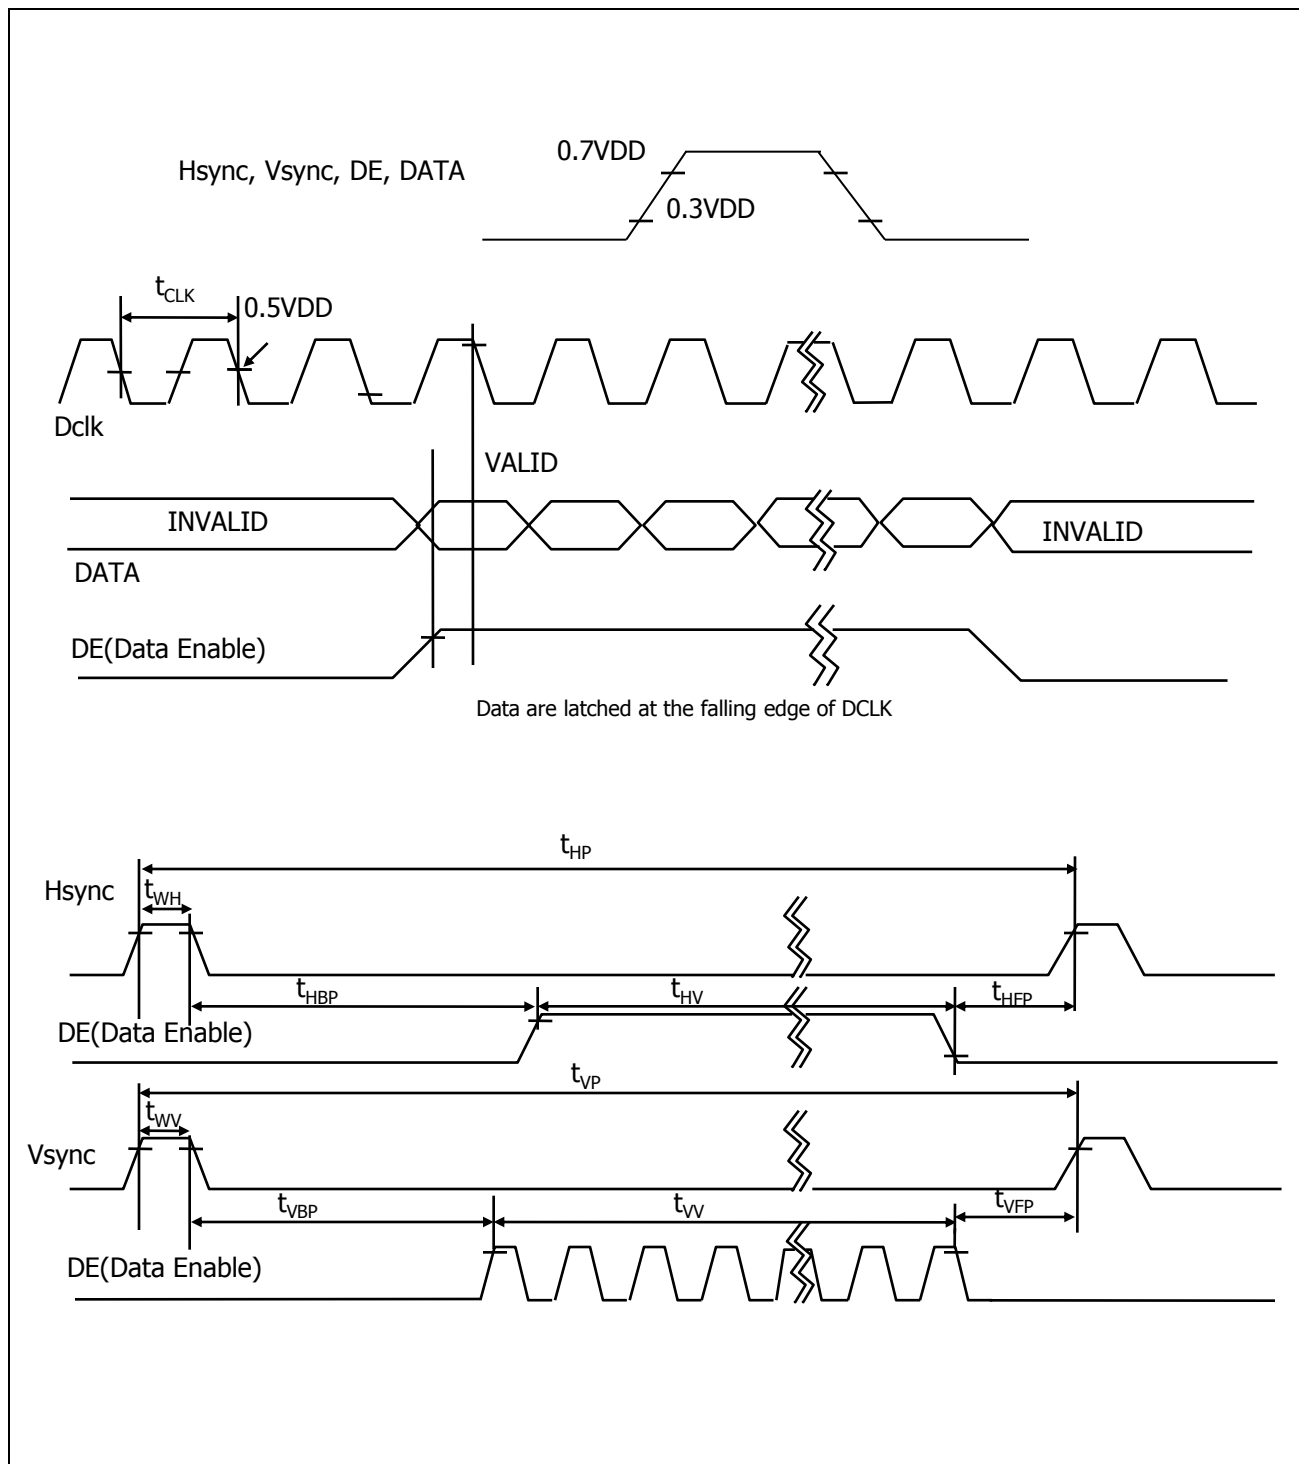 0.7VDD
Hsync, Vsync, DE, DATA
0.3VDD
tCLK
0.5VDD
Dclk
VALID
INVALID
INVALID
DATA
DE(Data Enable)
Data are latched at the falling edge of DCLK
tHP
Hsync
tWH
tHBP
tHV
tHFP
DE(Data Enable)
tVP
tWV
Vsync
tVBP
tVV
tVFP
DE(Data Enable)